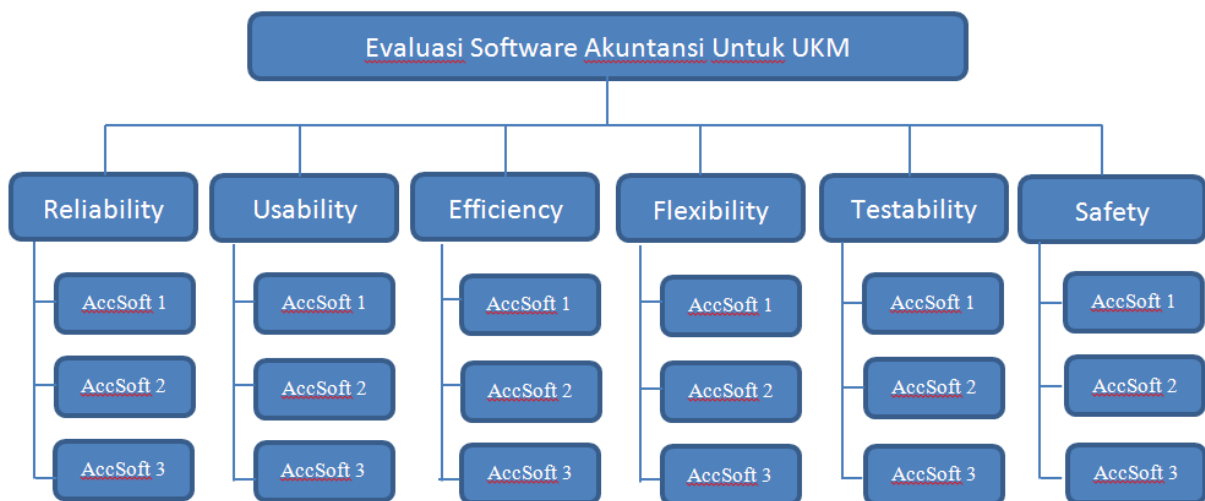 Evaluasi Software Akuntansi Untuk UKM
Reliability
Usability
Efficiency
Flexibility
Testability
Safety
AccSoft 1
AccSoft 1
AccSoft 1
AccSoft 1
AccSoft 1
AccSoft 1
AccSoft 2
AccSoft 2
AccSoft 2
AccSoft 2
AccSoft 2
AccSoft 2
AccSoft 3
AccSoft 3
AccSoft 3
AccSoft 3
AccSoft 3
AccSoft 3